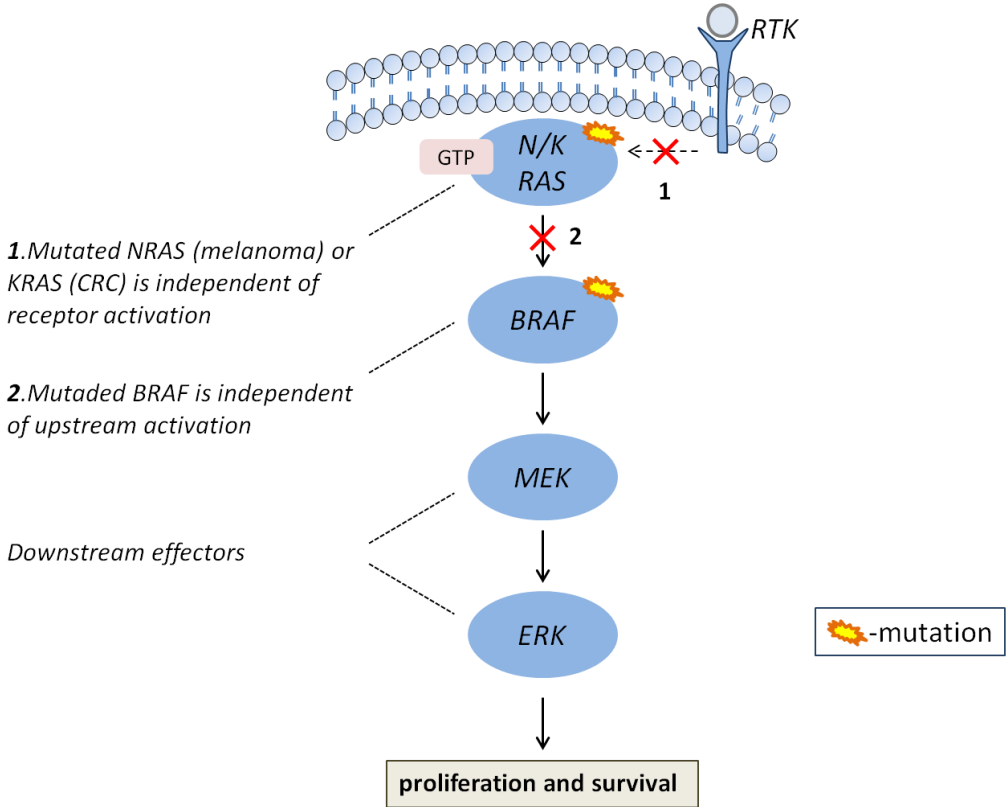 RTK
N/K
RAS
GTP
1
2
1.Mutated NRAS (melanoma) or
KRAS (CRC) is independent of
receptor activation
BRAF
2.Mutaded BRAF is independent
of upstream activation
MEK
Downstream effectors
ERK
-mutation
proliferation and survival